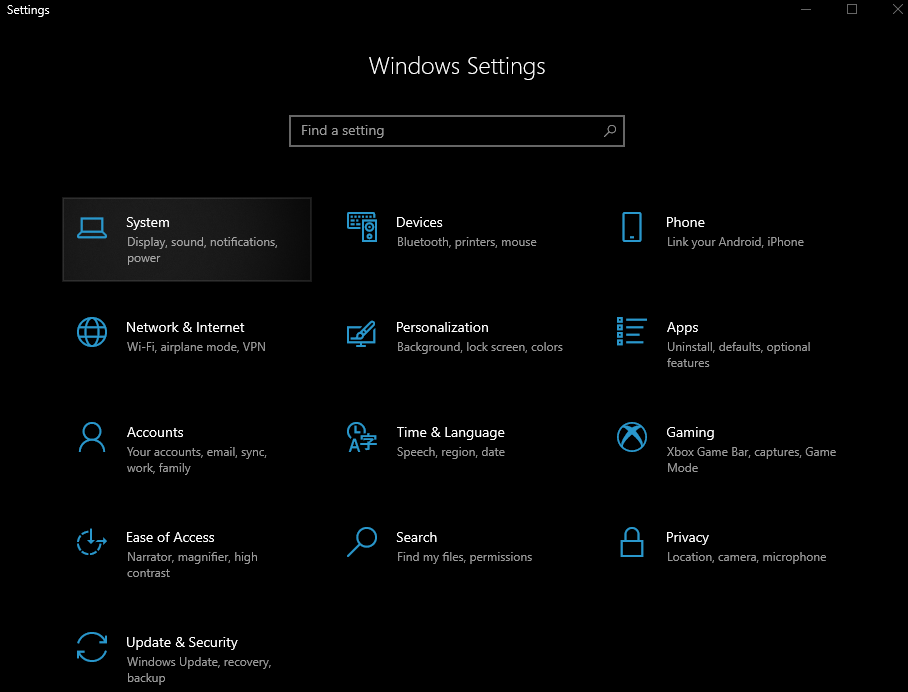 Settings
Windows Settings
Find a setting
System
Display, sound, notifications,
power
Devices
Bluetooth, printers, mouse
Phone
Link your Android, iPhone
Network & Internet
Wi-Fi, airplane mode, VPN
Personalization
Background, lock screen, colors
Apps
Uninstall, defaults, optional
features
Accounts
Your accounts, email, sync,
work, family
Time & Language
Speech, region, date
Gaming
Xbox Game Bar, captures, Game
Mode
Ease of Access
Narrator, magnifier, high
contrast
Search
Find my files, permissions
Privacy
Location, camera, microphone
Update & Security
Windows Update, recovery,
backup